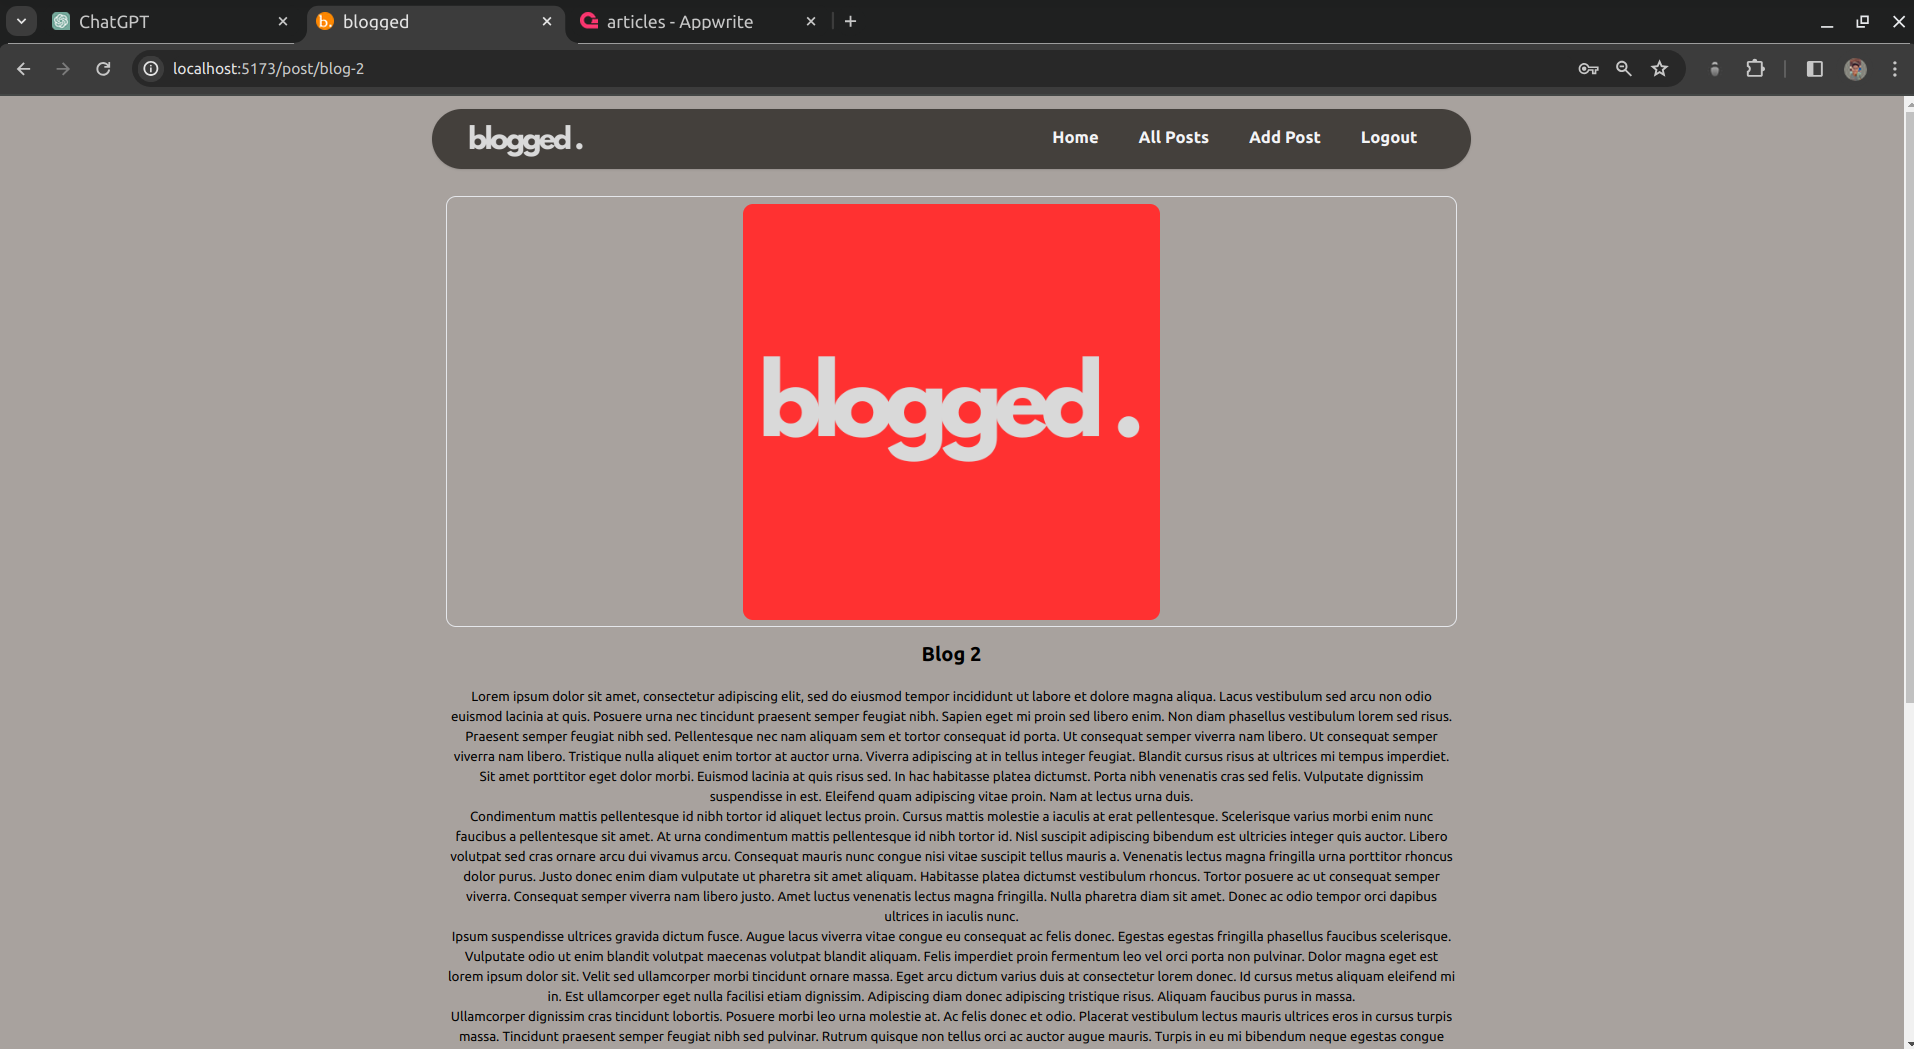 ChatGPT
blogged
articles - Appwrite
localhost:5173/post/blog-2
blogged .
Home
All Posts
Add Post
Logout
blogged .
Blog 2
Lorem ipsum dolor sit amet, consectetur adipiscing elit, sed do eiusmod tempor incididunt ut labore et dolore magna aliqua. Lacus vestibulum sed arcu non odio
euismod lacinia at quis. Posuere urna nec tincidunt praesent semper feugiat nibh. Sapien eget mi proin sed libero enim. Non diam phasellus vestibulum lorem sed risus.
Praesent semper feugiat nibh sed. Pellentesque nec nam aliquam sem et tortor consequat id porta. Ut consequat semper viverra nam libero. Ut consequat semper
viverra nam libero. Tristique nulla aliquet enim tortor at auctor urna. Viverra adipiscing at in tellus integer feugiat. Blandit cursus risus at ultrices mi tempus imperdiet.
Sit amet porttitor eget dolor morbi. Euismod lacinia at quis risus sed. In hac habitasse platea dictumst. Porta nibh venenatis cras sed felis. Vulputate dignissim
suspendisse in est. Eleifend quam adipiscing vitae proin. Nam at lectus urna duis.
Condimentum mattis pellentesque id nibh tortor id aliquet lectus proin. Cursus mattis molestie a iaculis at erat pellentesque. Scelerisque varius morbi enim nunc
faucibus a pellentesque sit amet. At urna condimentum mattis pellentesque id nibh tortor id. Nisl suscipit adipiscing bibendum est ultricies integer quis auctor. Libero
volutpat sed cras ornare arcu dui vivamus arcu. Consequat mauris nunc congue nisi vitae suscipit tellus mauris a. Venenatis lectus magna fringilla urna porttitor rhoncus
dolor purus. Justo donec enim diam vulputate ut pharetra sit amet aliquam. Habitasse platea dictumst vestibulum rhoncus. Tortor posuere ac ut consequat semper
viverra. Consequat semper viverra nam libero justo. Amet luctus venenatis lectus magna fringilla. Nulla pharetra diam sit amet. Donec ac odio tempor orci dapibus
ultrices in iaculis nunc.
Ipsum suspendisse ultrices gravida dictum fusce. Augue lacus viverra vitae congue eu consequat ac felis donec. Egestas egestas fringilla phasellus faucibus scelerisque.
Vulputate odio ut enim blandit volutpat maecenas volutpat blandit aliquam. Felis imperdiet proin fermentum leo vel orci porta non pulvinar. Dolor magna eget est
lorem ipsum dolor sit. Velit sed ullamcorper morbi tincidunt ornare massa. Eget arcu dictum varius duis at consectetur lorem donec. Id cursus metus aliquam eleifend mi
in. Est ullamcorper eget nulla facilisi etiam dignissim. Adipiscing diam donec adipiscing tristique risus. Aliquam faucibus purus in massa.
Ullamcorper dignissim cras tincidunt lobortis. Posuere morbi leo urna molestie at. Ac felis donec et odio. Placerat vestibulum lectus mauris ultrices eros in cursus turpis
massa. Tincidunt praesent semper feugiat nibh sed pulvinar. Rutrum quisque non tellus orci ac auctor augue mauris. Turpis in eu mi bibendum neque egestas congue